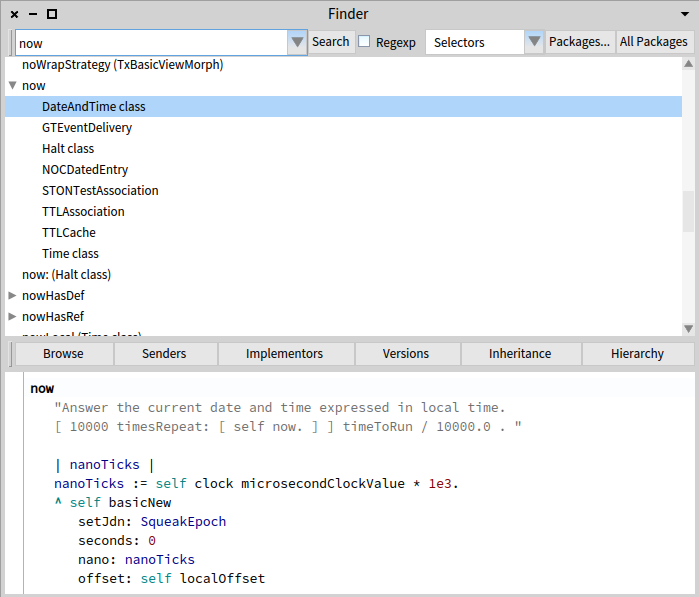 Finder
now
Search
Regexp
Selectors
Packages...
All Packages
noWrapStrategy (TxBasicViewMorph)
now
DateAndTime class
GTEventDelivery
Halt class
NOCDatedEntry
STONTestAssociation
TTLAssociation
TTLCache
Time class
now: (Halt class)
nowHasDef
nowHasRef
nowLocal (Time class)
Browse
Senders
Implementors
Versions
Inheritance
Hierarchy
now
"Answer the current date and time expressed in local time.
[ 10000 timesRepeat: [ self now. ] ] timeToRun / 10000.0 . "
| nanoTicks |
nanoTicks := self clock microsecondClockValue * 1e3.
^ self basicNew
setJdn: SqueakEpoch
seconds: 0
nano: nanoTicks
offset: self localOffset